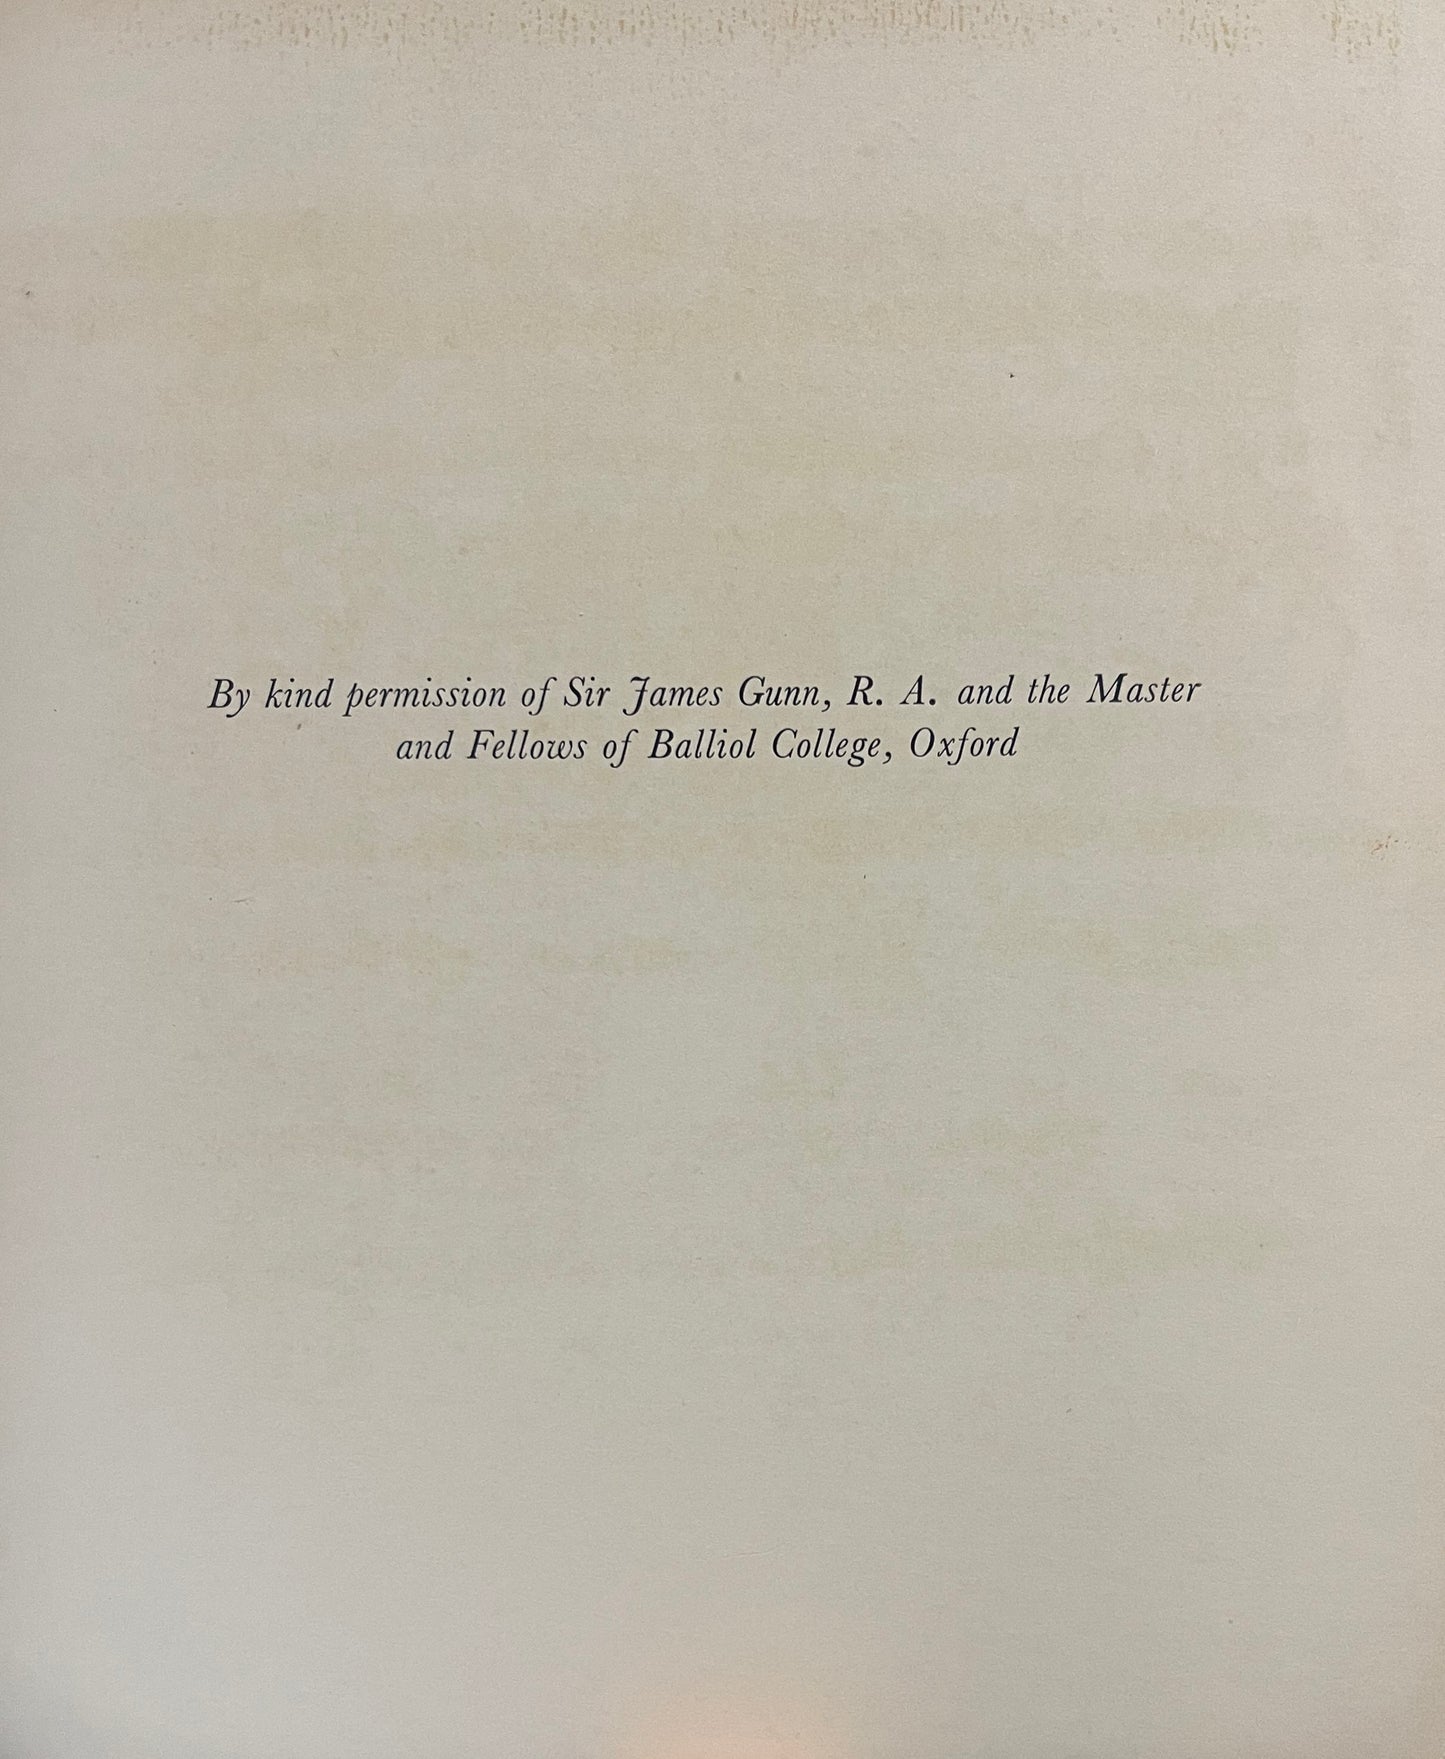 By kind permission of Sir James Gunn, R. A. and the Master
and Fellows of Balliol College, Oxford